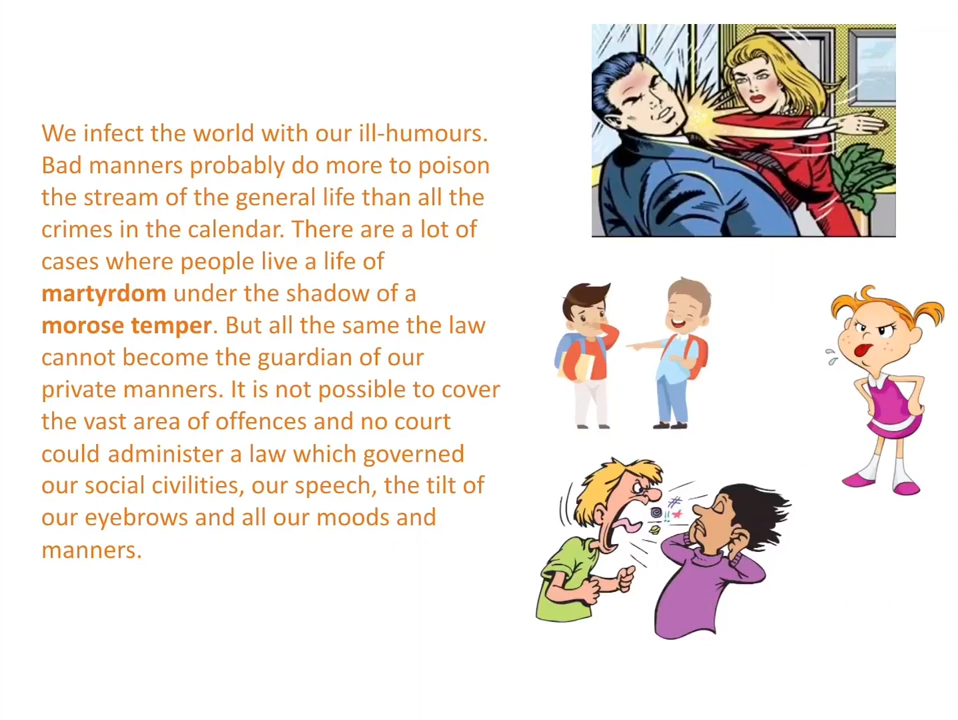 We infect the world with our ill-humours.
Bad manners probably do more to poison
the stream of the general life than all the
crimes in the calendar. There are a lot of
cases where people live a life of
martyrdom under the shadow of a
morose temper. But all the same the law
cannot become the guardian of our
private manners. It is not possible to cover
the vast area of offences and no court
could administer a law which governed
our social civilities, our speech, the tilt of
our eyebrows and all our moods and
manners.